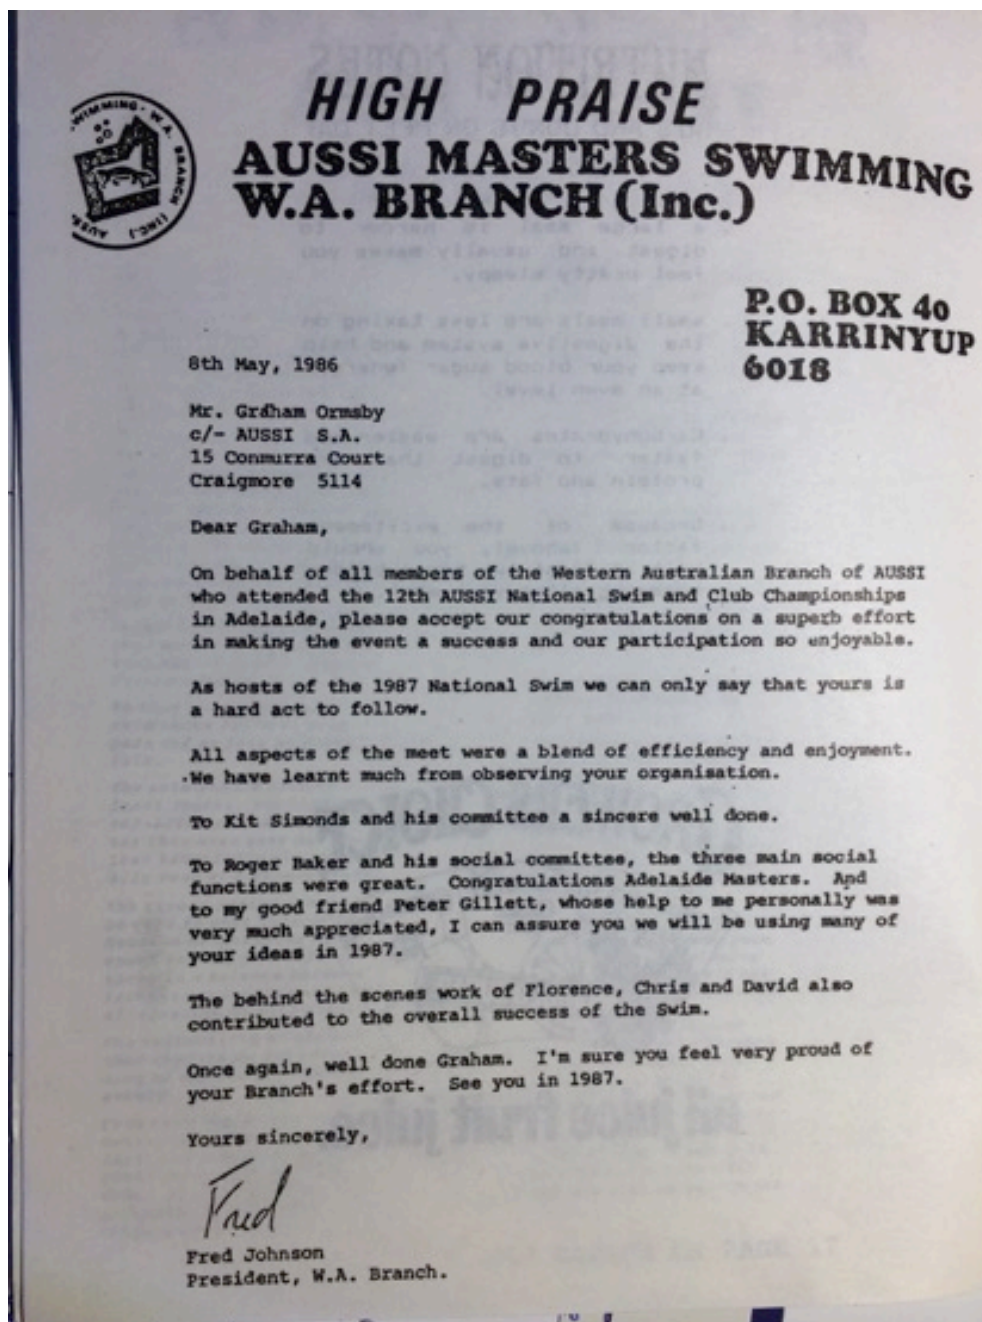 HIGH PRAISE
AUSSI MASTERS SWIMMING
W.A. BRANCH (Inc.)
SWIMMING · W.A. BRANCH (INC.)
AUSSI
P.O. BOX 40
KARRINYUP
6018
8th May, 1986
Mr. Graham Ormsby
c/- AUSSI S.A.
15 Conmurra Court
Craigmore 5114
Dear Graham,
On behalf of all members of the Western Australian Branch of AUSSI
who attended the 12th AUSSI National Swim and Club Championships
in Adelaide, please accept our congratulations on a superb effort
in making the event a success and our participation so enjoyable.
As hosts of the 1987 National Swim we can only say that yours is
a hard act to follow.
All aspects of the meet were a blend of efficiency and enjoyment.
We have learnt much from observing your organisation.
To Kit Simonds and his committee a sincere well done.
To Roger Baker and his social committee, the three main social
functions were great. Congratulations Adelaide Masters. And
to my good friend Peter Gillett, whose help to me personally was
very much appreciated, I can assure you we will be using many of
your ideas in 1987.
The behind the scenes work of Florence, Chris and David also
contributed to the overall success of the Swim.
Once again, well done Graham. I'm sure you feel very proud of
your Branch's effort. See you in 1987.
Yours sincerely,
Fred
Fred Johnson
President, W.A. Branch.